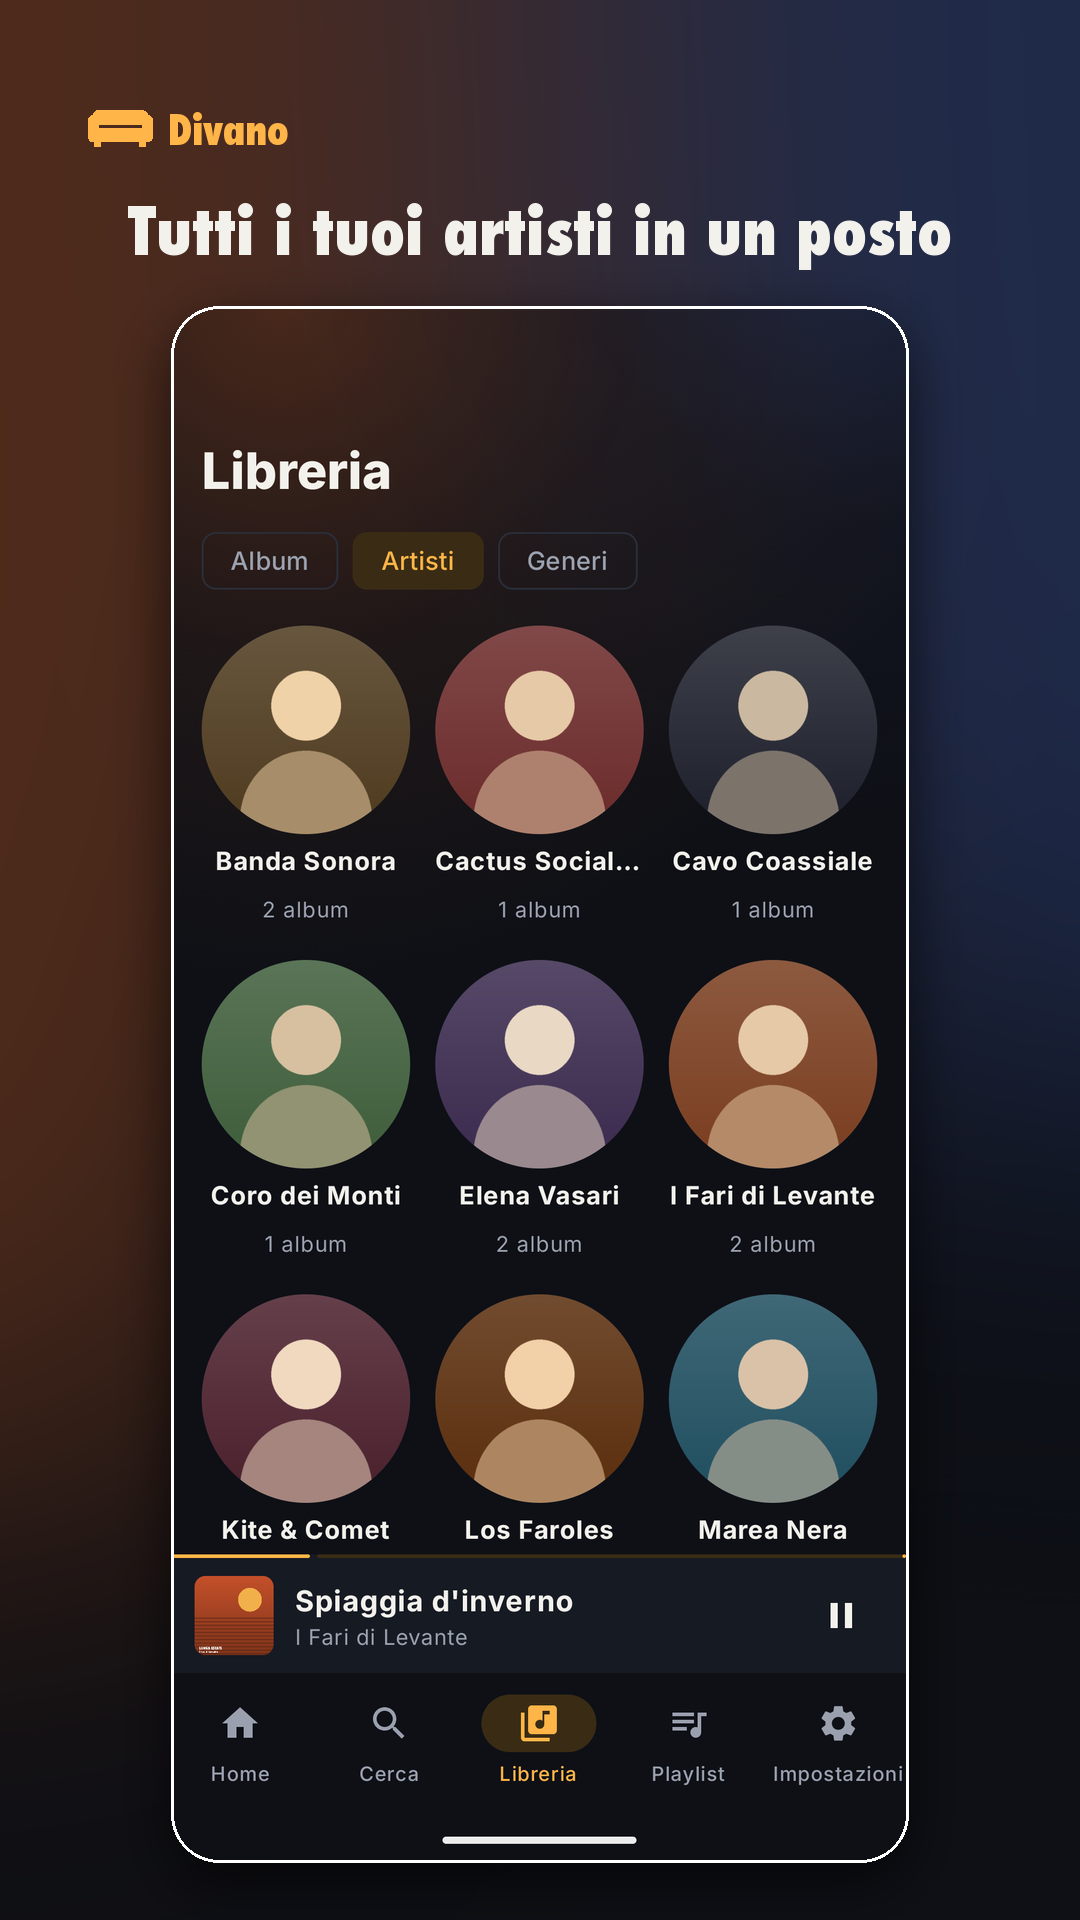 Divano
Tutti i tuoi artisti in un posto
Libreria
Album Artisti Generi
Banda Sonora Cactus Social... Cavo Coassiale
2 album 1 album 1 album
Coro dei Monti Elena Vasari I Fari di Levante
1 album 2 album 2 album
Kite & Comet Los Faroles Marea Nera
Spiaggia d'inverno
I Fari di Levante
Home Cerca Libreria Playlist Impostazioni